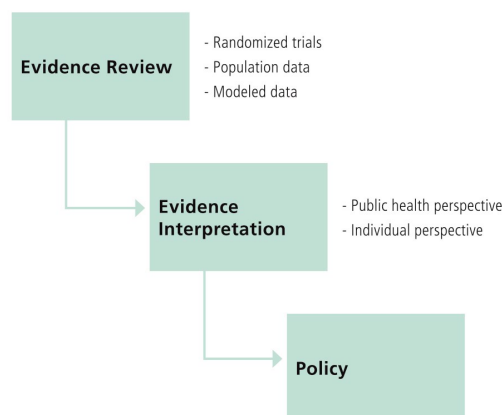 Evidence Review
- Randomized trials
- Population data
- Modeled data
Evidence
Interpretation
- Public health perspective
- Individual perspective
Policy